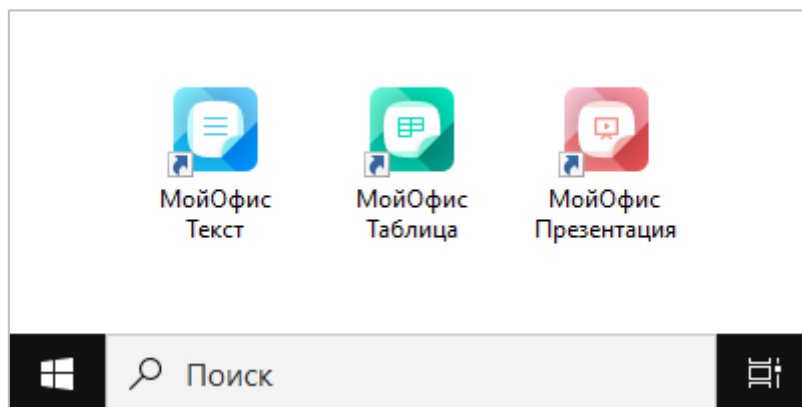 МойОфис
Текст
МойОфис
Таблица
МойОфис
Презентация
Поиск